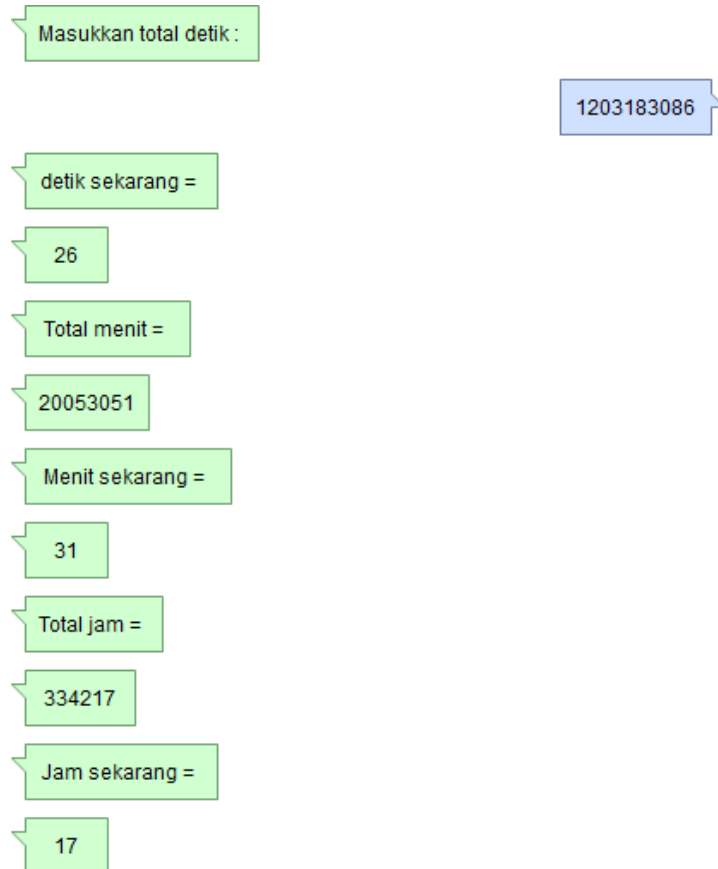 Masukkan total detik :
1203183086
detik sekarang =
26
Total menit =
20053051
Menit sekarang =
31
Total jam =
334217
Jam sekarang =
17